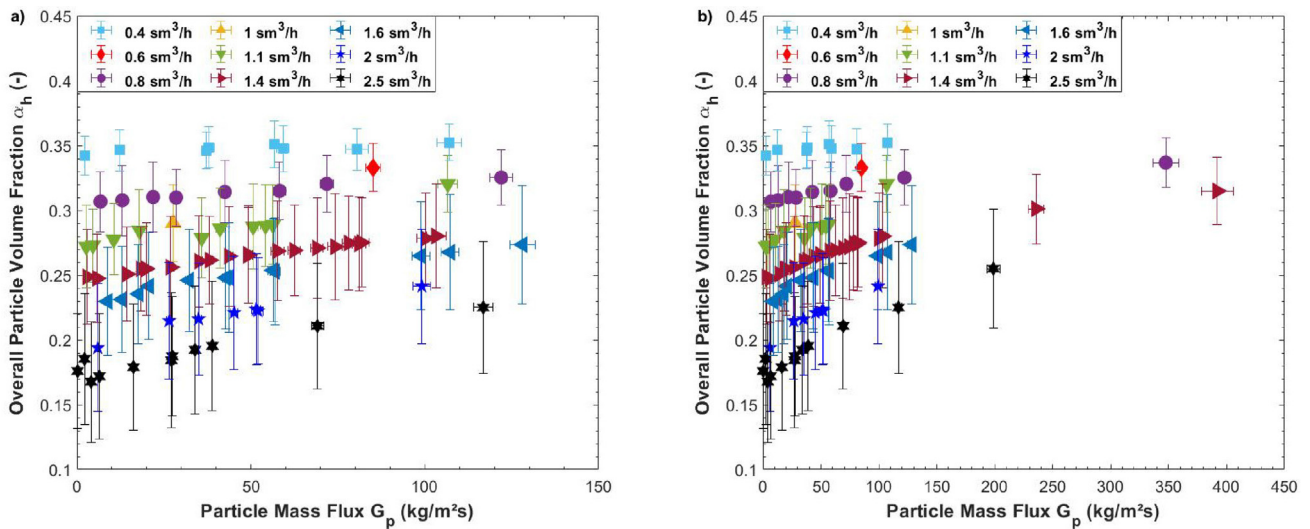 a)
0.4 sm³/h
1 sm³/h
1.6 sm³/h
0.6 sm³/h
1.1 sm³/h
2 sm³/h
0.8 sm³/h
1.4 sm³/h
2.5 sm³/h
Overall Particle Volume Fraction α_h (-)
0.45
0.4
0.35
0.3
0.25
0.2
0.15
0.1
0
50
100
150
Particle Mass Flux G_p (kg/m²s)
b)
0.4 sm³/h
1 sm³/h
1.6 sm³/h
0.6 sm³/h
1.1 sm³/h
2 sm³/h
0.8 sm³/h
1.4 sm³/h
2.5 sm³/h
Overall Particle Volume Fraction α_h (-)
0.45
0.4
0.35
0.3
0.25
0.2
0.15
0.1
0
50
100
150
200
250
300
350
400
450
Particle Mass Flux G_p (kg/m²s)